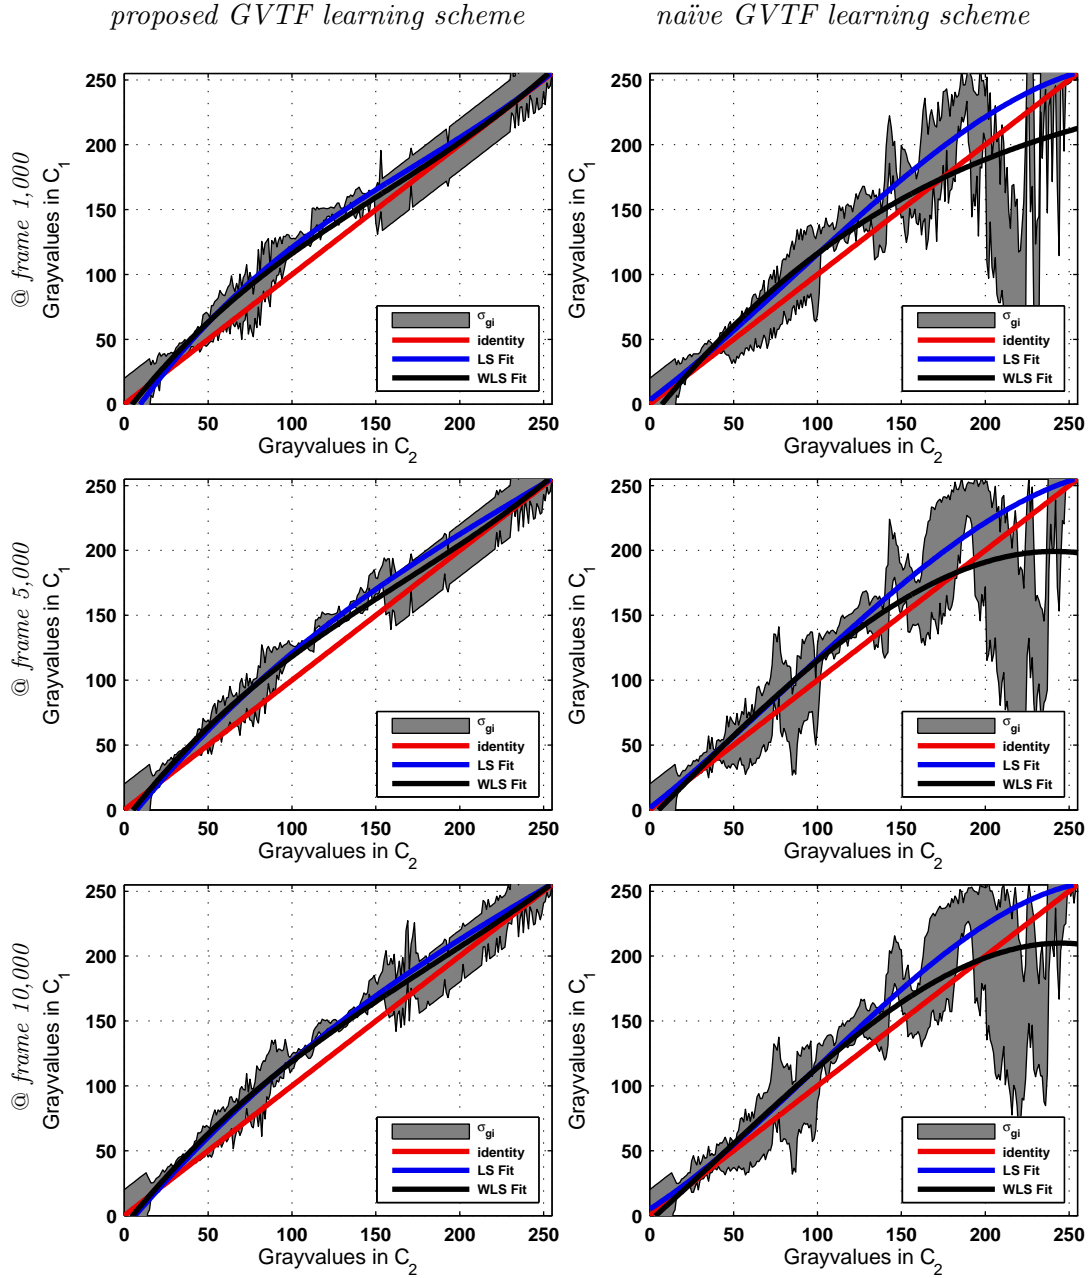 proposed GVTF learning scheme
naïve GVTF learning scheme
@ frame 1,000
Grayvalues in C1
250
200
150
100
50
0
0 50 100 150 200 250
Grayvalues in C2
σgi
identity
LS Fit
WLS Fit
Grayvalues in C1
250
200
150
100
50
0
0 50 100 150 200 250
Grayvalues in C2
σgi
identity
LS Fit
WLS Fit
@ frame 5,000
Grayvalues in C1
250
200
150
100
50
0
0 50 100 150 200 250
Grayvalues in C2
σgi
identity
LS Fit
WLS Fit
Grayvalues in C1
250
200
150
100
50
0
0 50 100 150 200 250
Grayvalues in C2
σgi
identity
LS Fit
WLS Fit
@ frame 10,000
Grayvalues in C1
250
200
150
100
50
0
0 50 100 150 200 250
Grayvalues in C2
σgi
identity
LS Fit
WLS Fit
Grayvalues in C1
250
200
150
100
50
0
0 50 100 150 200 250
Grayvalues in C2
σgi
identity
LS Fit
WLS Fit